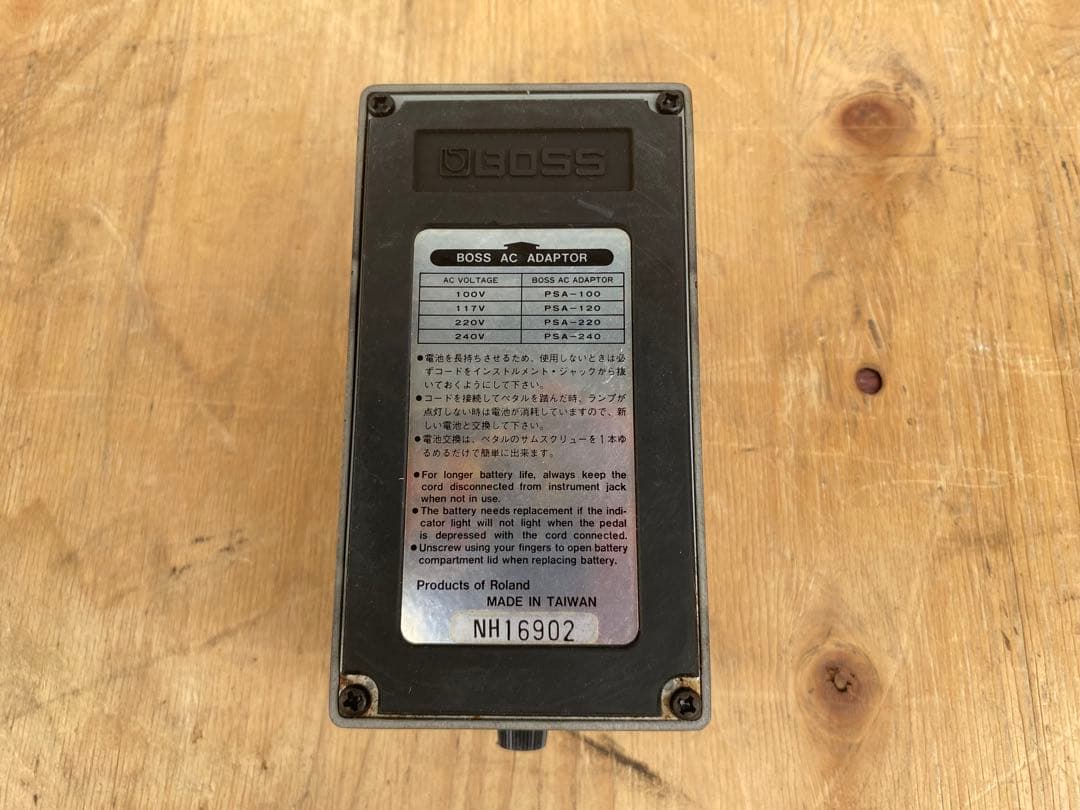 BOSS
BOSS AC ADAPTOR
AC VOLTAGE BOSS AC ADAPTOR
100V PSA-100
117V PSA-120
220V PSA-220
240V PSA-240
●電池を長持ちさせるため、使用しないときは必
ずコードをインストルメント・ジャックから抜
いておくようにして下さい。
●コードを接続してペタルを踏んだ時、ランプが
点灯しない時は電池が消耗していますので、新
しい電池と交換して下さい。
●電池交換は、ペタルのサムスクリューを1本ゆ
るめるだけで簡単に出来ます。
●For longer battery life, always keep the
cord disconnected from instrument jack
when not in use.
●The battery needs replacement if the indi-
cator light will not light when the pedal
is depressed with the cord connected.
●Unscrew using your fingers to open battery
compartment lid when replacing battery.
Products of Roland
MADE IN TAIWAN
NH16902